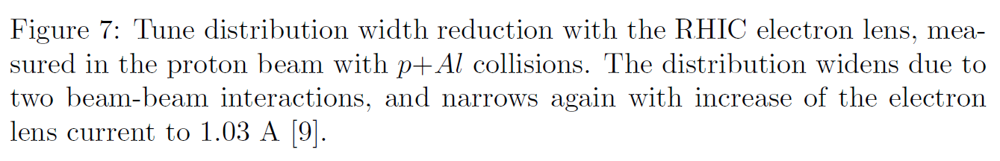 Figure 7: Tune distribution width reduction with the RHIC electron lens, mea-
sured in the proton beam with p+Al collisions. The distribution widens due to
two beam-beam interactions, and narrows again with increase of the electron
lens current to 1.03 A [9].